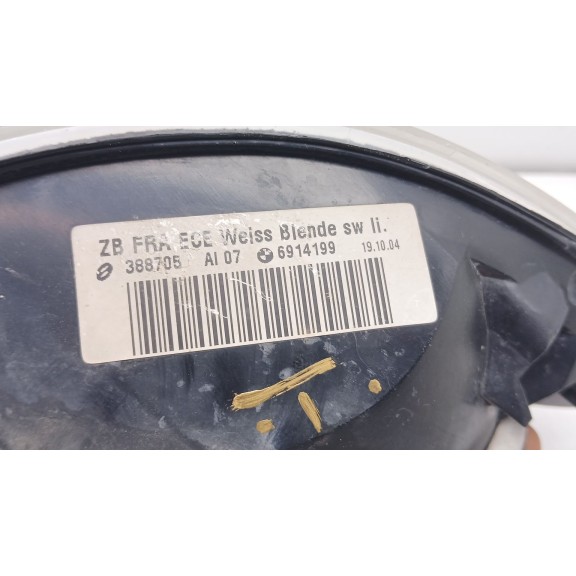 ZB FRA ECE Weiss Blende sw li.
388705 AI 07 6914199 19.10.04